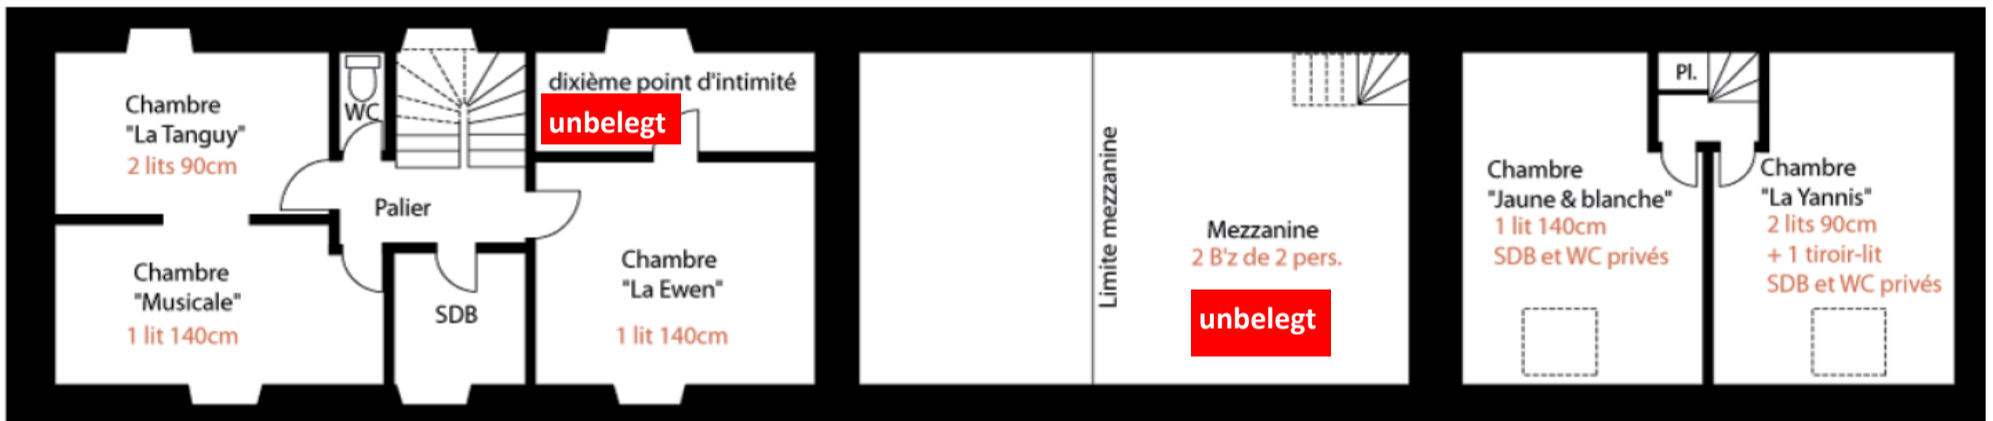 Chambre
"La Tanguy"
2 lits 90cm
WC
dixième point d'intimité
unbelegt
Palier
Chambre
"Musicale"
1 lit 140cm
SDB
Chambre
"La Ewen"
1 lit 140cm
Limite mezzanine
Mezzanine
2 B'z de 2 pers.
unbelegt
Pl.
Chambre
"Jaune & blanche"
1 lit 140cm
SDB et WC privés
Chambre
"La Yannis"
2 lits 90cm
+ 1 tiroir-lit
SDB et WC privés